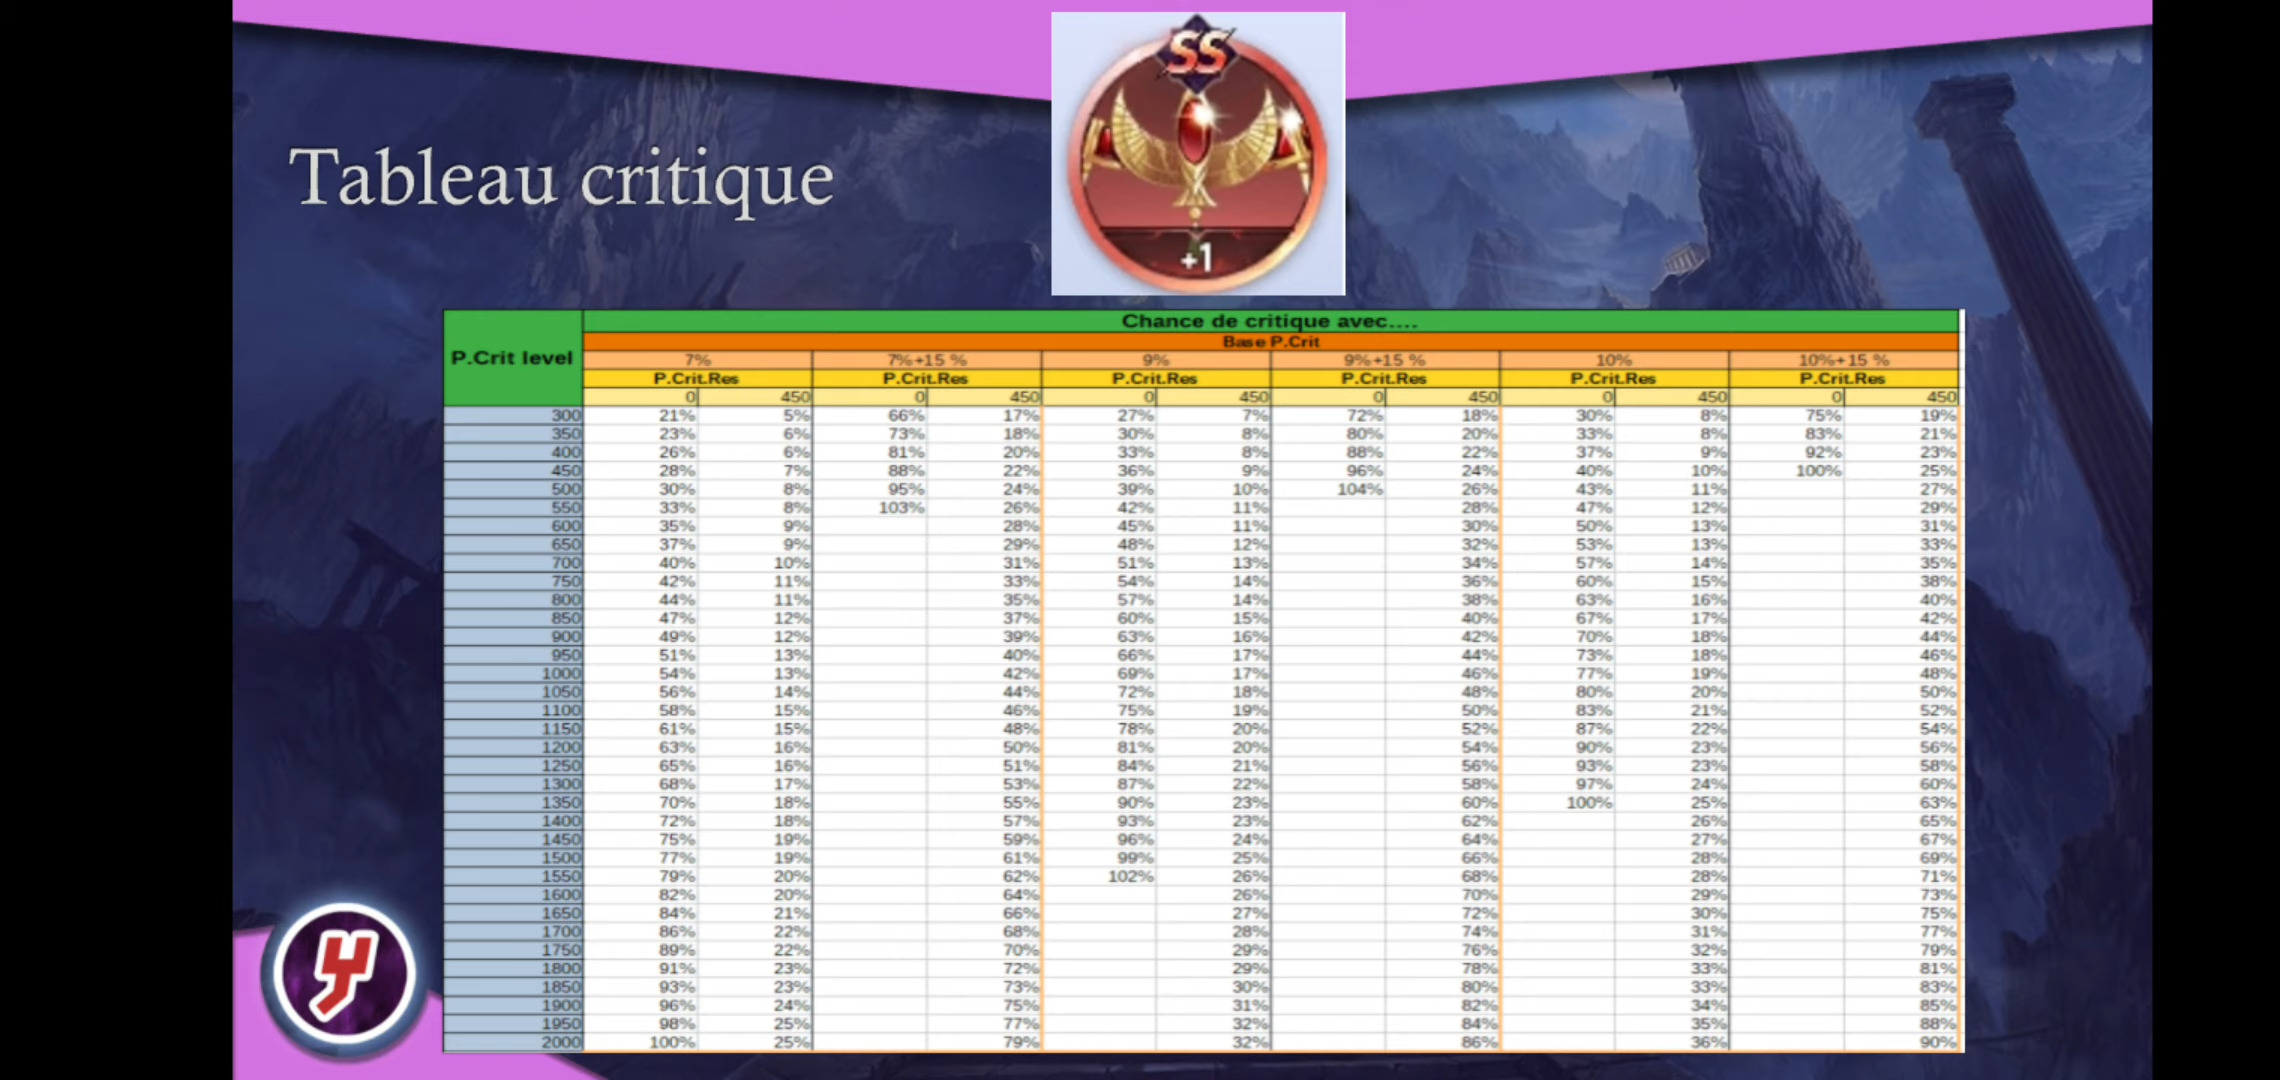 SS
+1
Tableau critique
Chance de critique avec....
P.Crit level
Base P.Crit
7% 7%+15 % 9% 9%+15 % 10% 10%+15 %
P.Crit.Res P.Crit.Res P.Crit.Res P.Crit.Res P.Crit.Res P.Crit.Res
0 450 0 450 0 450 0 450 0 450 0 450
300 21% 5% 66% 17% 27% 7% 72% 18% 30% 8% 75% 19%
350 23% 6% 73% 18% 30% 8% 80% 20% 33% 8% 83% 21%
400 26% 6% 81% 20% 33% 8% 88% 22% 37% 9% 92% 23%
450 28% 7% 88% 22% 36% 9% 96% 24% 40% 10% 100% 25%
500 30% 8% 95% 24% 39% 10% 104% 26% 43% 11% 27%
550 33% 8% 103% 26% 42% 11% 28% 47% 12% 29%
600 35% 9% 28% 45% 11% 30% 50% 13% 31%
650 37% 9% 29% 48% 12% 32% 53% 13% 33%
700 40% 10% 31% 51% 13% 34% 57% 14% 35%
750 42% 11% 33% 54% 14% 36% 60% 15% 38%
800 44% 11% 35% 57% 14% 38% 63% 16% 40%
850 47% 12% 37% 60% 15% 40% 67% 17% 42%
900 49% 12% 39% 63% 16% 42% 70% 18% 44%
950 51% 13% 40% 66% 17% 44% 73% 18% 46%
1000 54% 13% 42% 69% 17% 46% 77% 19% 48%
1050 56% 14% 44% 72% 18% 48% 80% 20% 50%
1100 58% 15% 46% 75% 19% 50% 83% 21% 52%
1150 61% 15% 48% 78% 20% 52% 87% 22% 54%
1200 63% 16% 50% 81% 20% 54% 90% 23% 56%
1250 65% 16% 51% 84% 21% 56% 93% 23% 58%
1300 68% 17% 53% 87% 22% 58% 97% 24% 60%
1350 70% 18% 55% 90% 23% 60% 100% 25% 63%
1400 72% 18% 57% 93% 23% 62% 26% 65%
1450 75% 19% 59% 96% 24% 64% 27% 67%
1500 77% 19% 61% 99% 25% 66% 28% 69%
1550 79% 20% 62% 102% 26% 68% 28% 71%
1600 82% 20% 64% 26% 70% 29% 73%
1650 84% 21% 66% 27% 72% 30% 75%
1700 86% 22% 68% 28% 74% 31% 77%
1750 89% 22% 70% 29% 76% 32% 79%
1800 91% 23% 72% 29% 78% 33% 81%
1850 93% 23% 73% 30% 80% 33% 83%
1900 96% 24% 75% 31% 82% 34% 85%
1950 98% 25% 77% 32% 84% 35% 88%
2000 100% 25% 79% 32% 86% 36% 90%